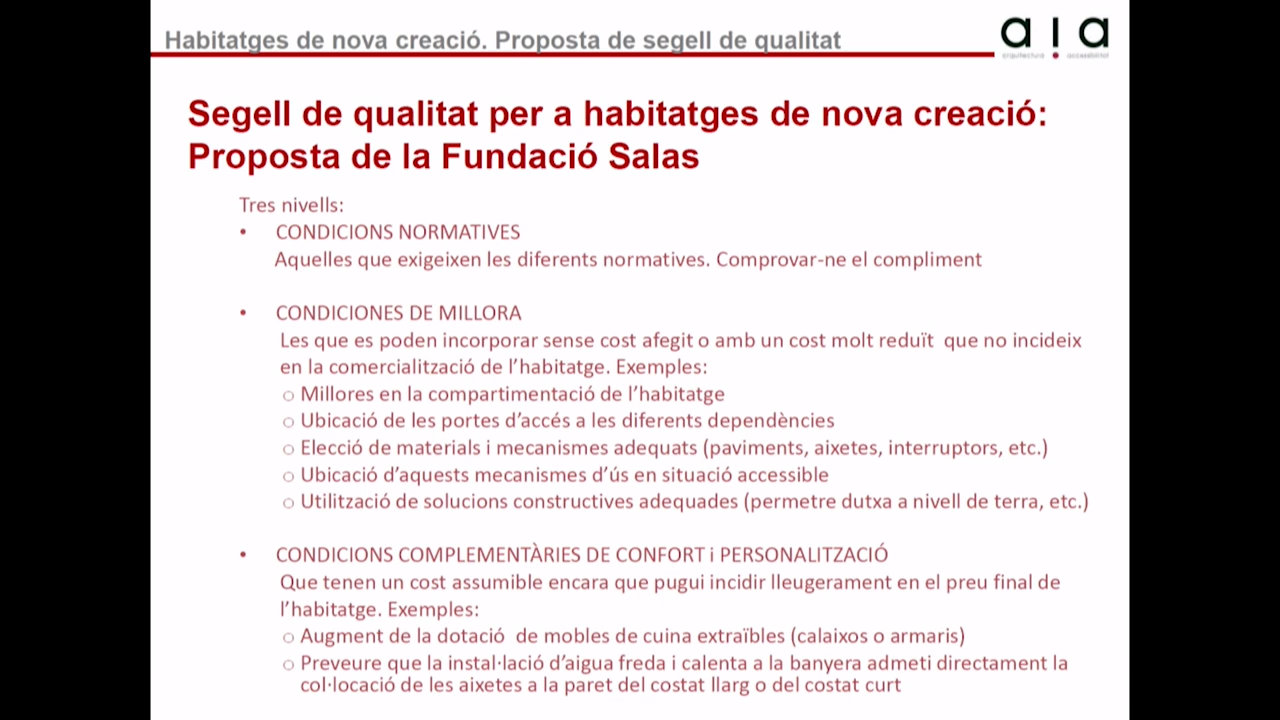 Habitatges de nova creació. Proposta de segell de qualitat
a ! a
arquitectura accessibilitat
Segell de qualitat per a habitatges de nova creació:
Proposta de la Fundació Salas
Tres nivells:
• CONDICIONS NORMATIVES
Aquelles que exigeixen les diferents normatives. Comprovar-ne el compliment
• CONDICIONES DE MILLORA
Les que es poden incorporar sense cost afegit o amb un cost molt reduït que no incideix
en la comercialització de l'habitatge. Exemples:
○ Millores en la compartimentació de l'habitatge
○ Ubicació de les portes d'accés a les diferents dependències
○ Elecció de materials i mecanismes adequats (paviments, aixetes, interruptors, etc.)
○ Ubicació d'aquests mecanismes d'ús en situació accessible
○ Utilització de solucions constructives adequades (permetre dutxa a nivell de terra, etc.)
• CONDICIONS COMPLEMENTÀRIES DE CONFORT i PERSONALITZACIÓ
Que tenen un cost assumible encara que pugui incidir lleugerament en el preu final de
l'habitatge. Exemples:
○ Augment de la dotació de mobles de cuina extraïbles (calaixos o armaris)
○ Preveure que la instal·lació d'aigua freda i calenta a la banyera admeti directament la
col·locació de les aixetes a la paret del costat llarg o del costat curt